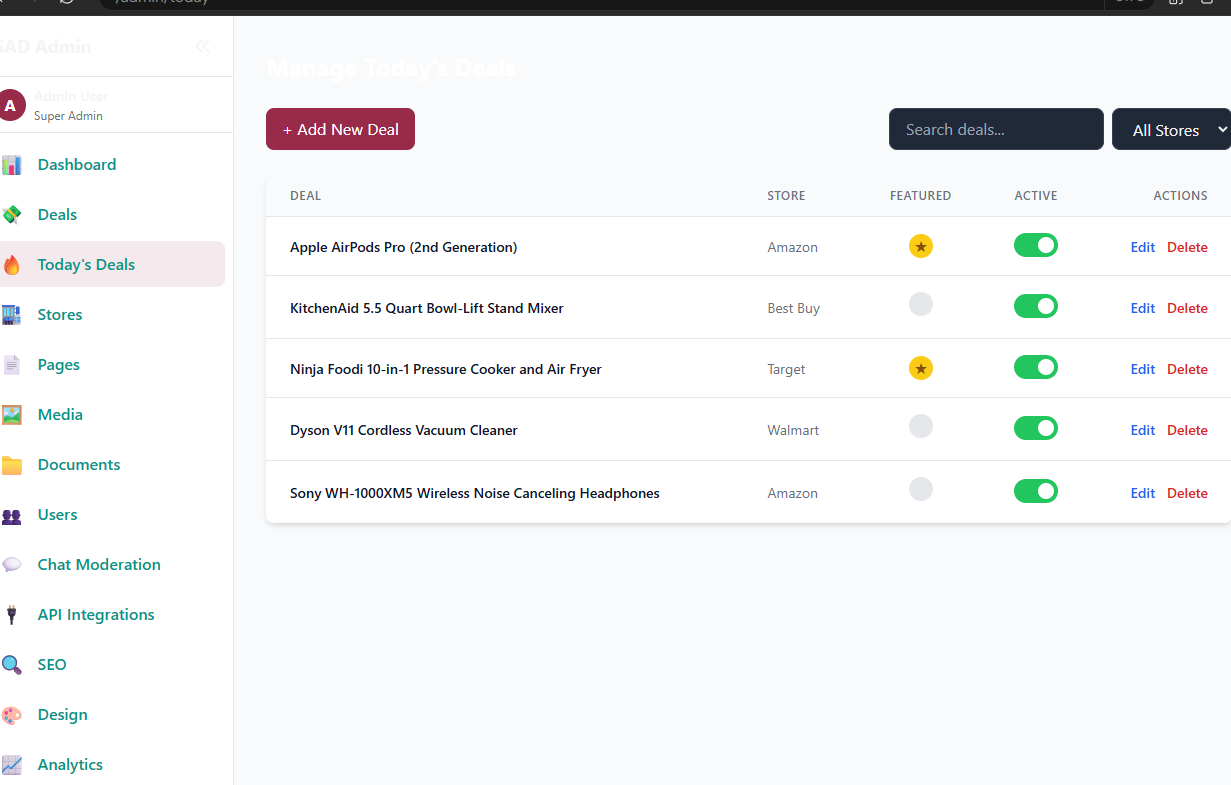 /admin/today
SAD Admin
Admin User
A
Super Admin
Dashboard
Deals
Today's Deals
Stores
Pages
Media
Documents
Users
Chat Moderation
API Integrations
SEO
Design
Analytics
Manage Today's Deals
+ Add New Deal
Search deals...
All Stores
DEAL STORE FEATURED ACTIVE ACTIONS
Apple AirPods Pro (2nd Generation) Amazon Edit Delete
KitchenAid 5.5 Quart Bowl-Lift Stand Mixer Best Buy Edit Delete
Ninja Foodi 10-in-1 Pressure Cooker and Air Fryer Target Edit Delete
Dyson V11 Cordless Vacuum Cleaner Walmart Edit Delete
Sony WH-1000XM5 Wireless Noise Canceling Headphones Amazon Edit Delete